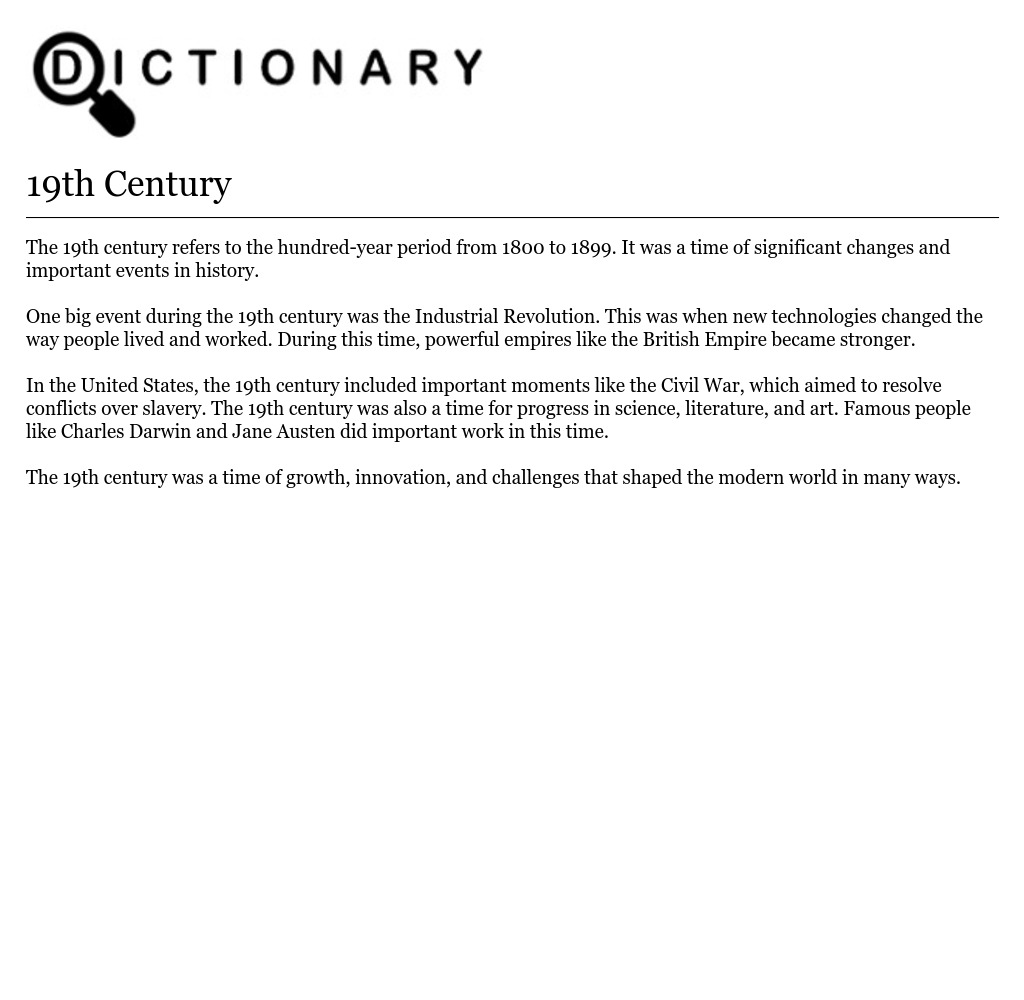 DICTIONARY
19th Century
The 19th century refers to the hundred-year period from 1800 to 1899. It was a time of significant changes and
important events in history.
One big event during the 19th century was the Industrial Revolution. This was when new technologies changed the
way people lived and worked. During this time, powerful empires like the British Empire became stronger.
In the United States, the 19th century included important moments like the Civil War, which aimed to resolve
conflicts over slavery. The 19th century was also a time for progress in science, literature, and art. Famous people
like Charles Darwin and Jane Austen did important work in this time.
The 19th century was a time of growth, innovation, and challenges that shaped the modern world in many ways.